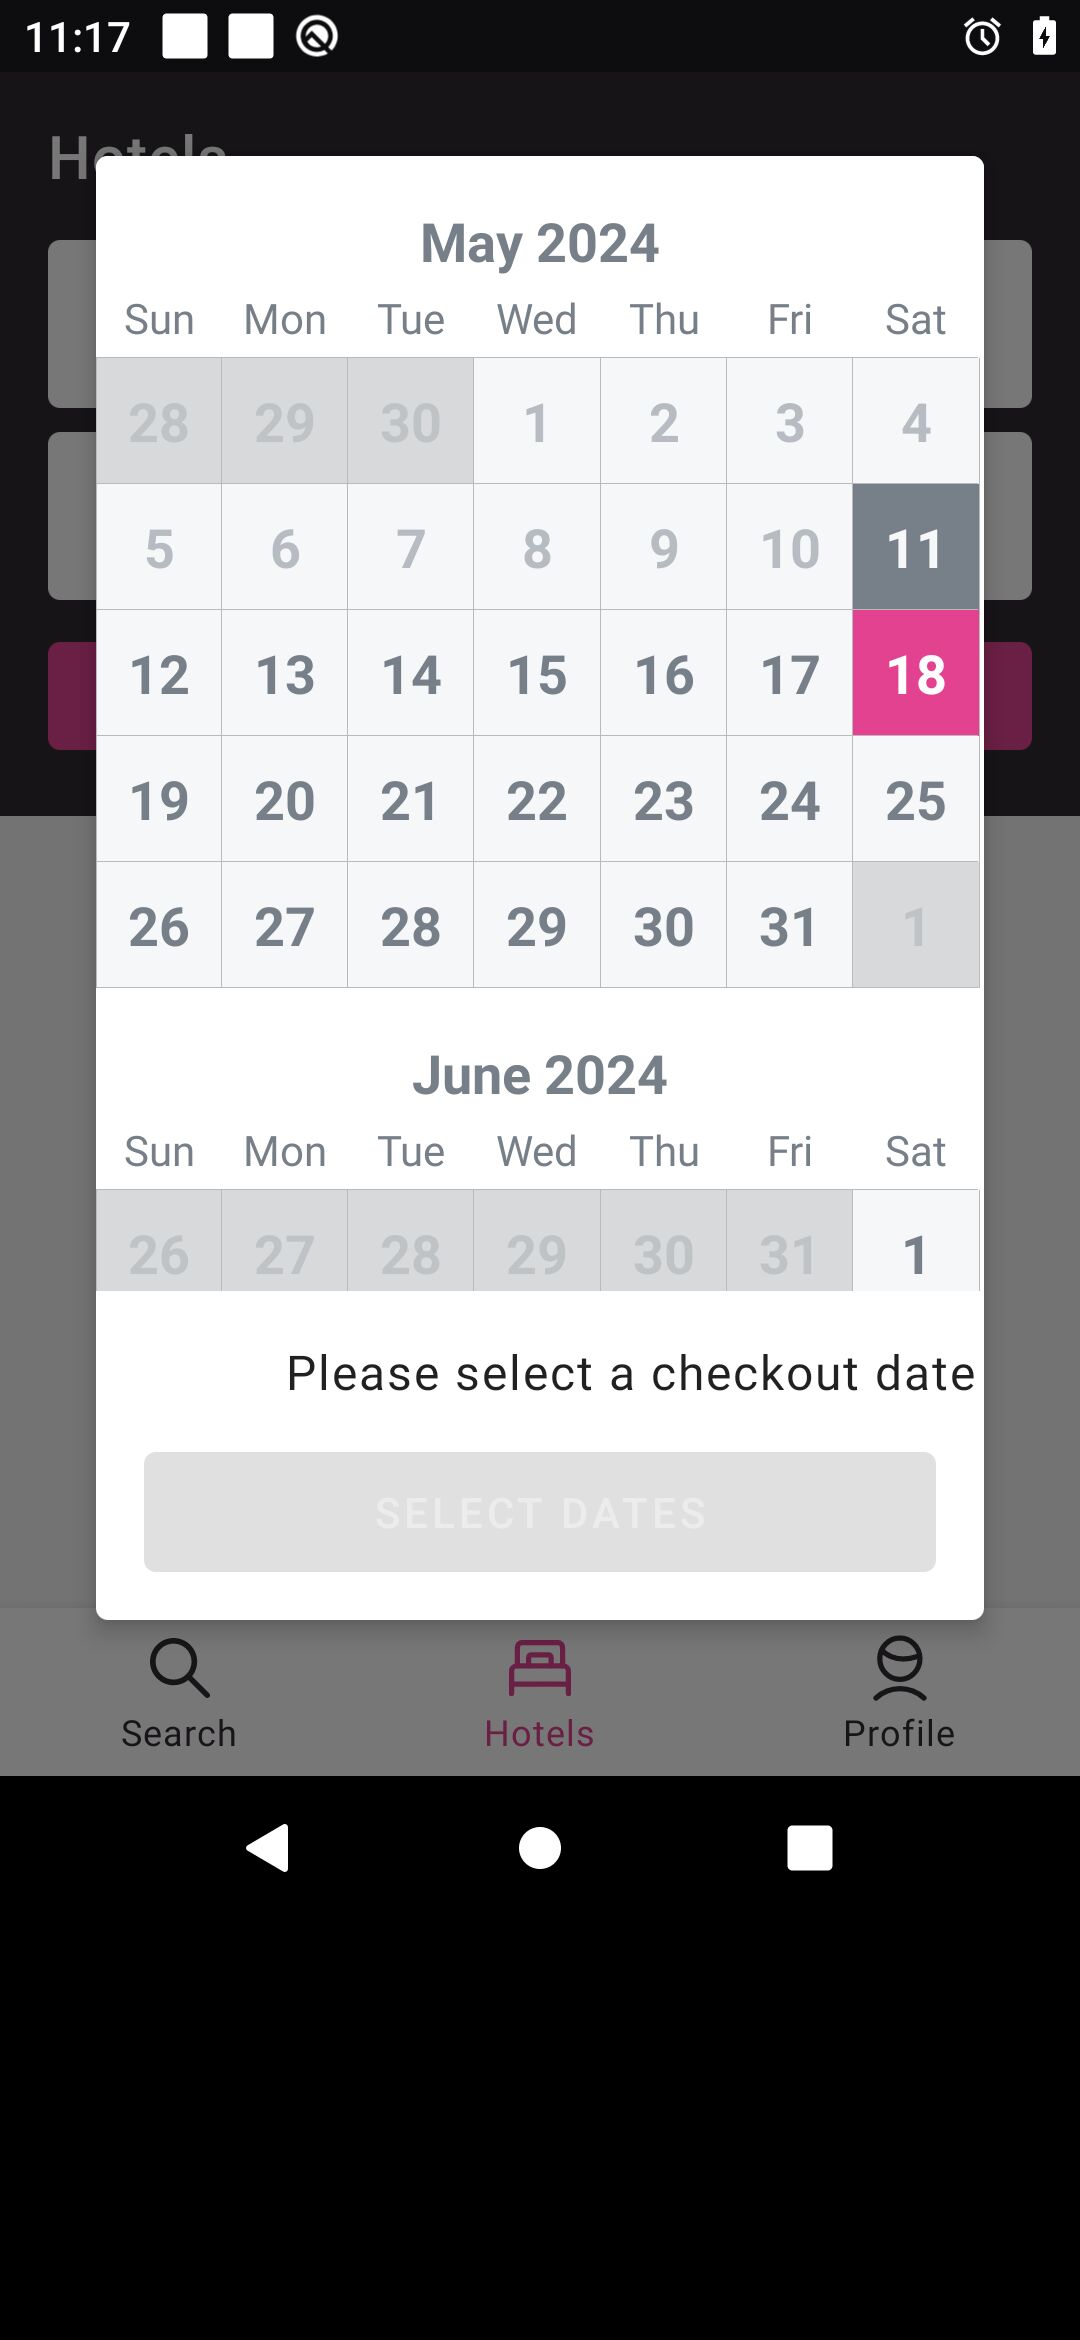 11:17
Hotels
May 2024
Sun Mon Tue Wed Thu Fri Sat
28 29 30 1 2 3 4
5 6 7 8 9 10 11
12 13 14 15 16 17 18
19 20 21 22 23 24 25
26 27 28 29 30 31 1
June 2024
Sun Mon Tue Wed Thu Fri Sat
26 27 28 29 30 31 1
Please select a checkout date
SELECT DATES
Search Hotels Profile